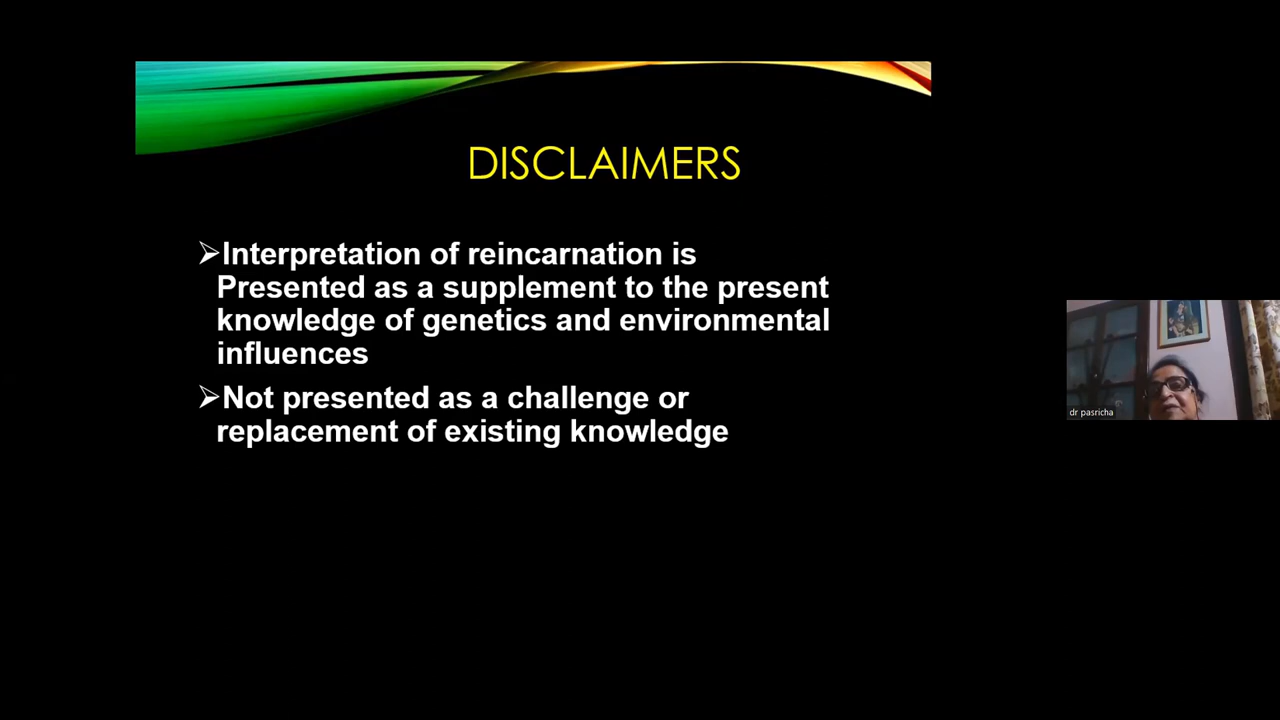 DISCLAIMERS
➢Interpretation of reincarnation is
Presented as a supplement to the present
knowledge of genetics and environmental
influences
➢Not presented as a challenge or
replacement of existing knowledge
dr pasricha